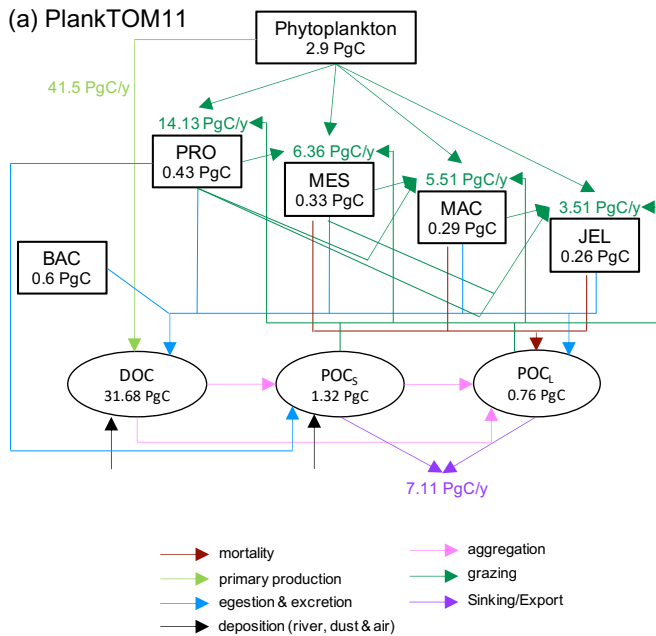 (a) PlankTOM11
Phytoplankton
2.9 PgC
41.5 PgC/y
14.13 PgC/y
6.36 PgC/y
5.51 PgC/y
3.51 PgC/y
PRO
0.43 PgC
MES
0.33 PgC
MAC
0.29 PgC
JEL
0.26 PgC
BAC
0.6 PgC
DOC
31.68 PgC
POCS
1.32 PgC
POCL
0.76 PgC
7.11 PgC/y
mortality
primary production
egestion & excretion
deposition (river, dust & air)
aggregation
grazing
Sinking/Export